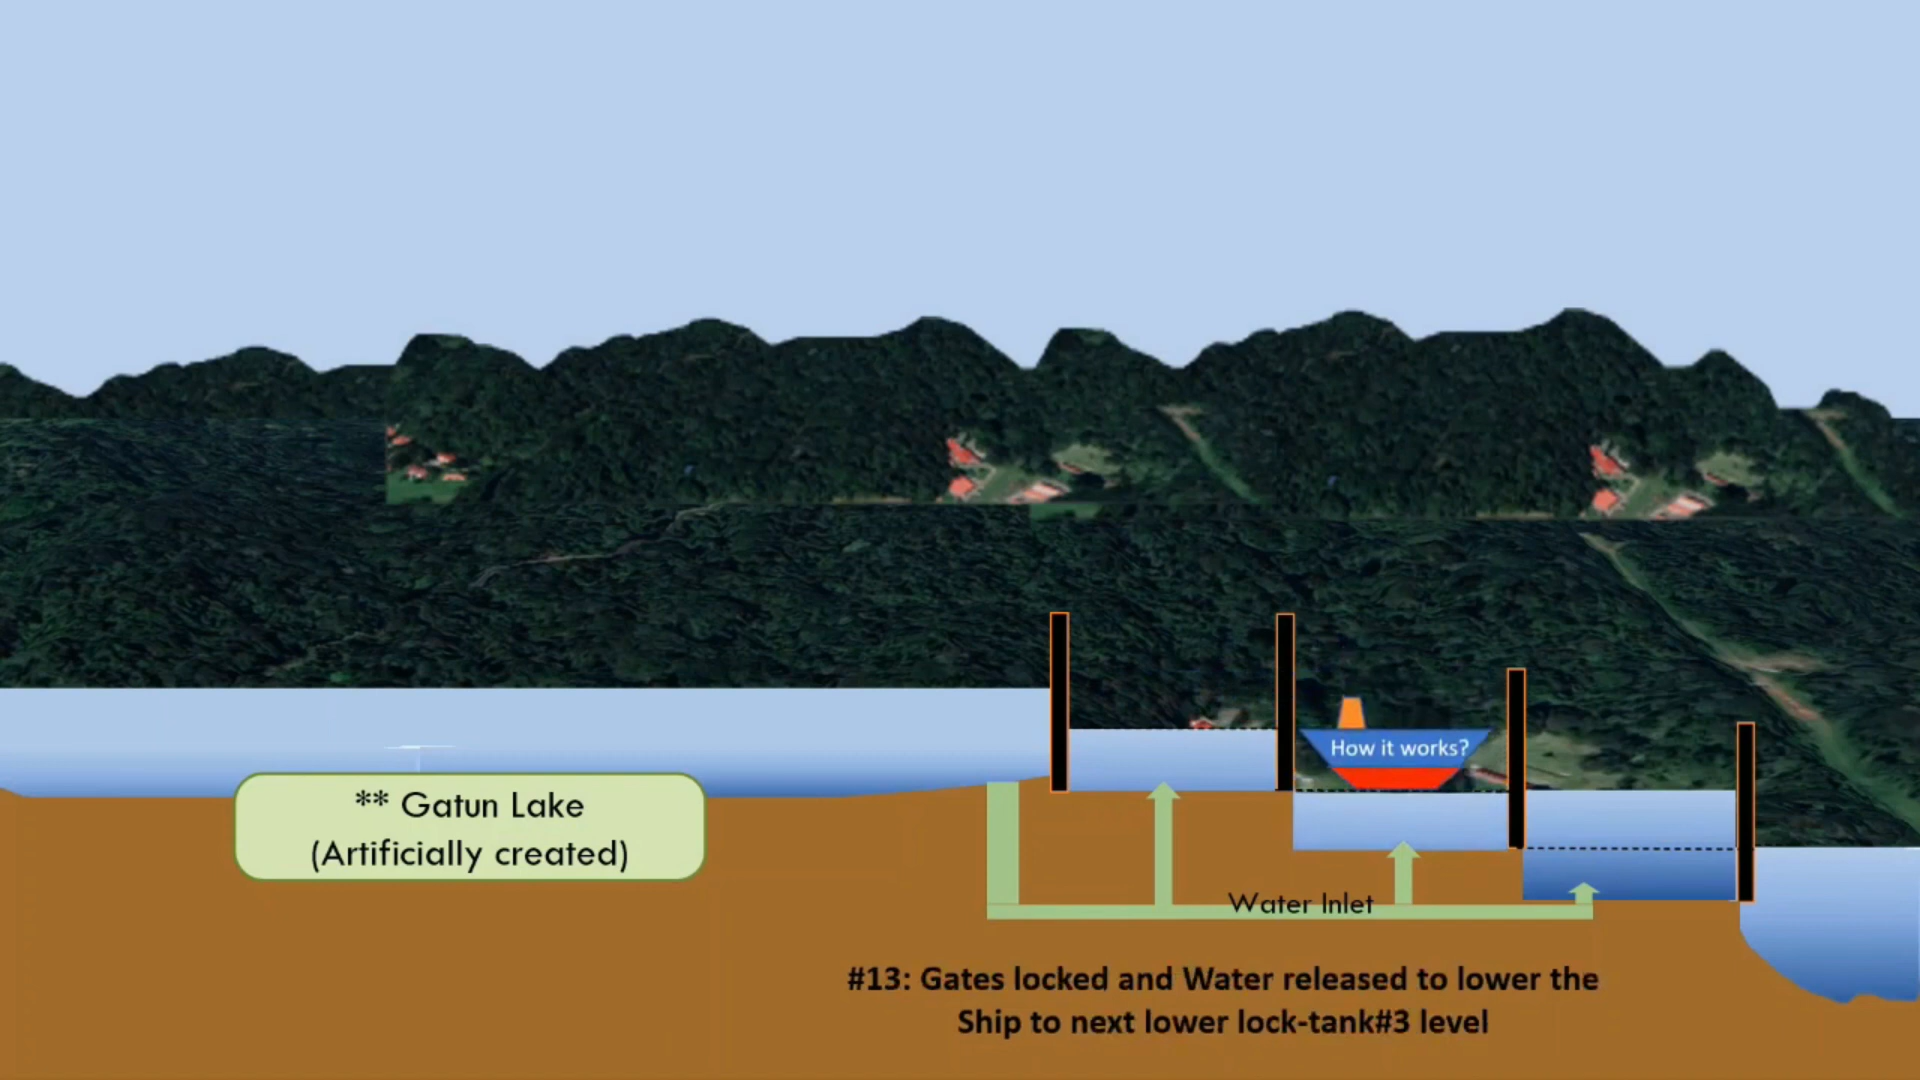 How it works?
** Gatun Lake
(Artificially created)
Water Inlet
#13: Gates locked and Water released to lower the
Ship to next lower lock-tank#3 level